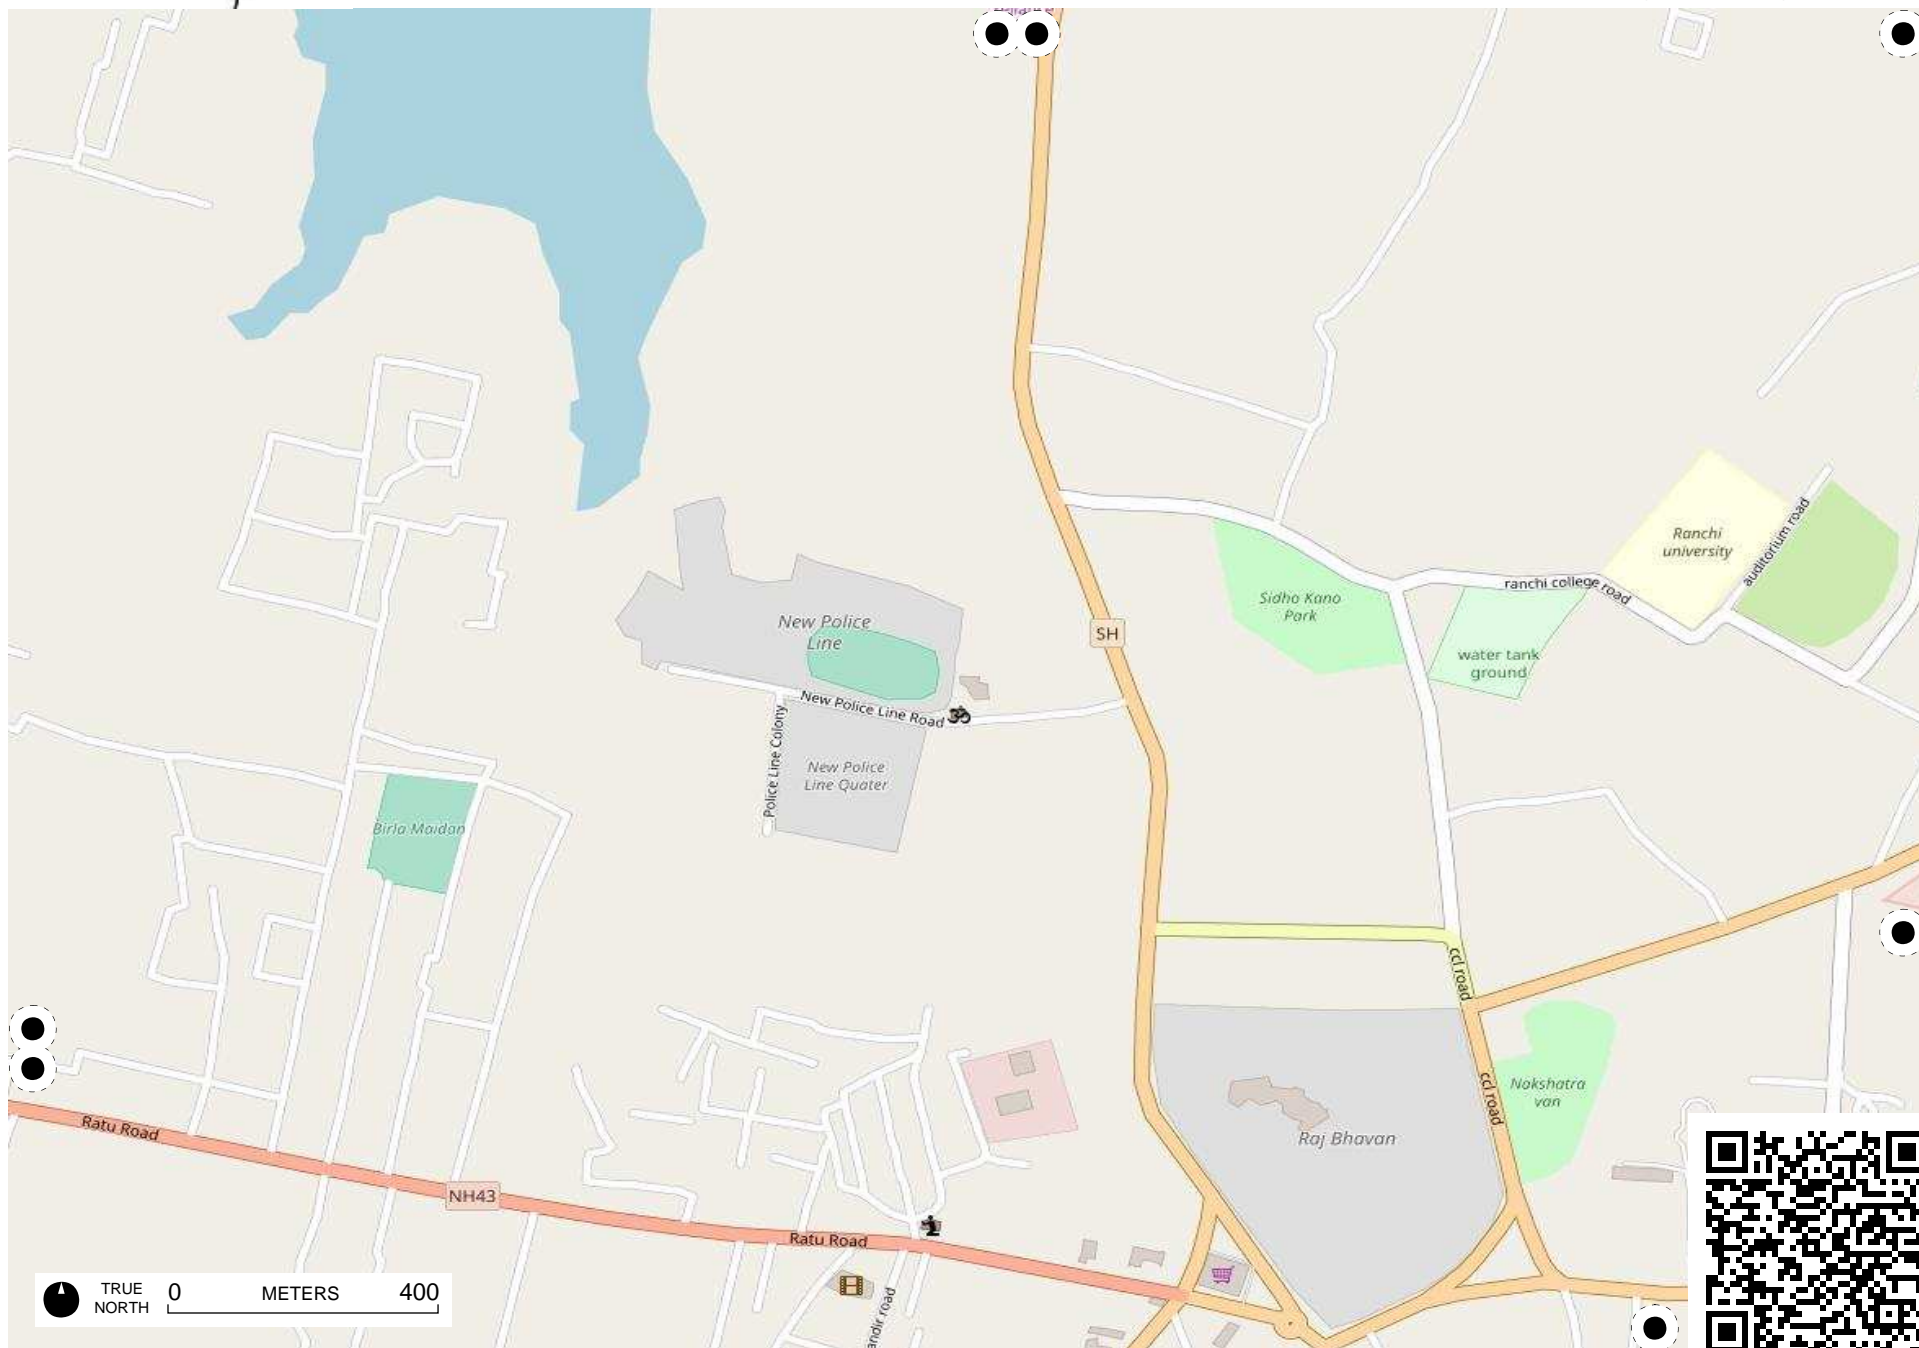 Ranchi
university
auditorium road
ranchi college road
Sidho Kano
Park
New Police
Line
SH
water tank
ground
New Police Line Road
Police Line Colony
New Police
Line Quater
Birla Maidan
ccl road
Nakshatra
van
ccl road
Raj Bhavan
Ratu Road
NH43
Ratu Road
TRUE
NORTH
0
METERS
400